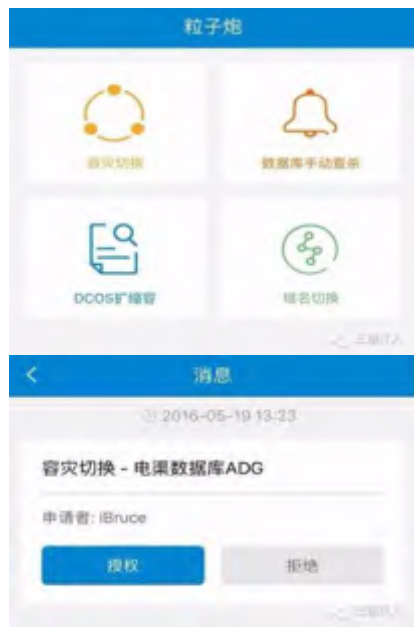 粒子炮
容灾切换
数据库手动查杀
DCOS扩缩容
域名切换
消息
2016-05-19 13:23
容灾切换 - 电渠数据库ADG
申请者: iBruce
授权
拒绝